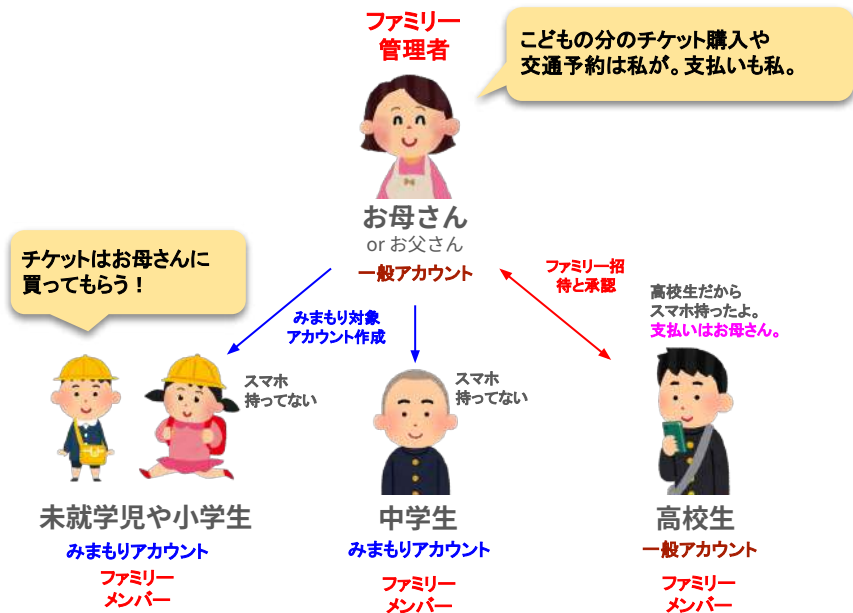 ファミリー
管理者
こどもの分のチケット購入や
交通予約は私が。支払いも私。
お母さん
or お父さん
一般アカウント
チケットはお母さんに
買ってもらう！
みまもり対象
アカウント作成
ファミリー招
待と承認
高校生だから
スマホ持ったよ。
支払いはお母さん。
スマホ
持ってない
スマホ
持ってない
未就学児や小学生
みまもりアカウント
ファミリー
メンバー
中学生
みまもりアカウント
ファミリー
メンバー
高校生
一般アカウント
ファミリー
メンバー